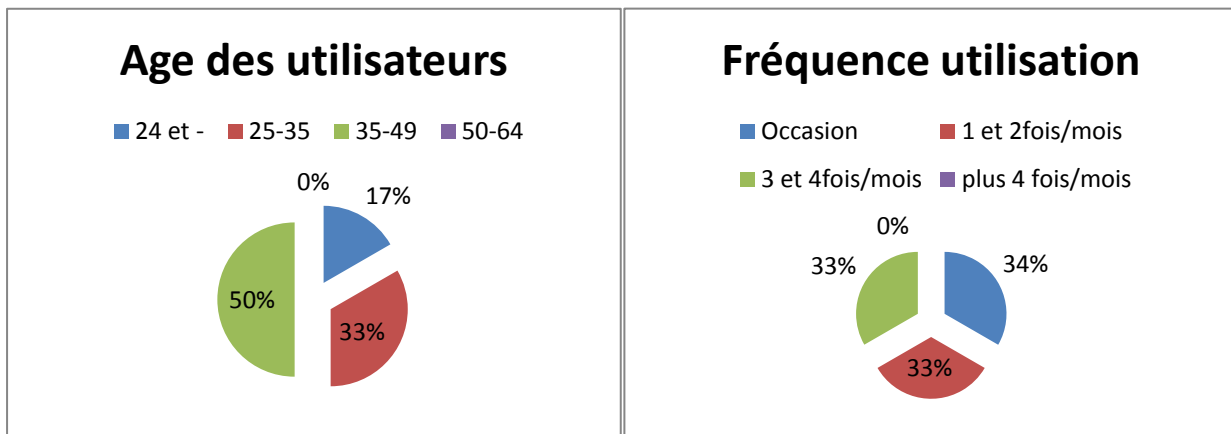 Age des utilisateurs
24 et - 25-35 35-49 50-64
0%
17%
50%
33%
Fréquence utilisation
Occasion 1 et 2fois/mois
3 et 4fois/mois plus 4 fois/mois
0%
33%
34%
33%